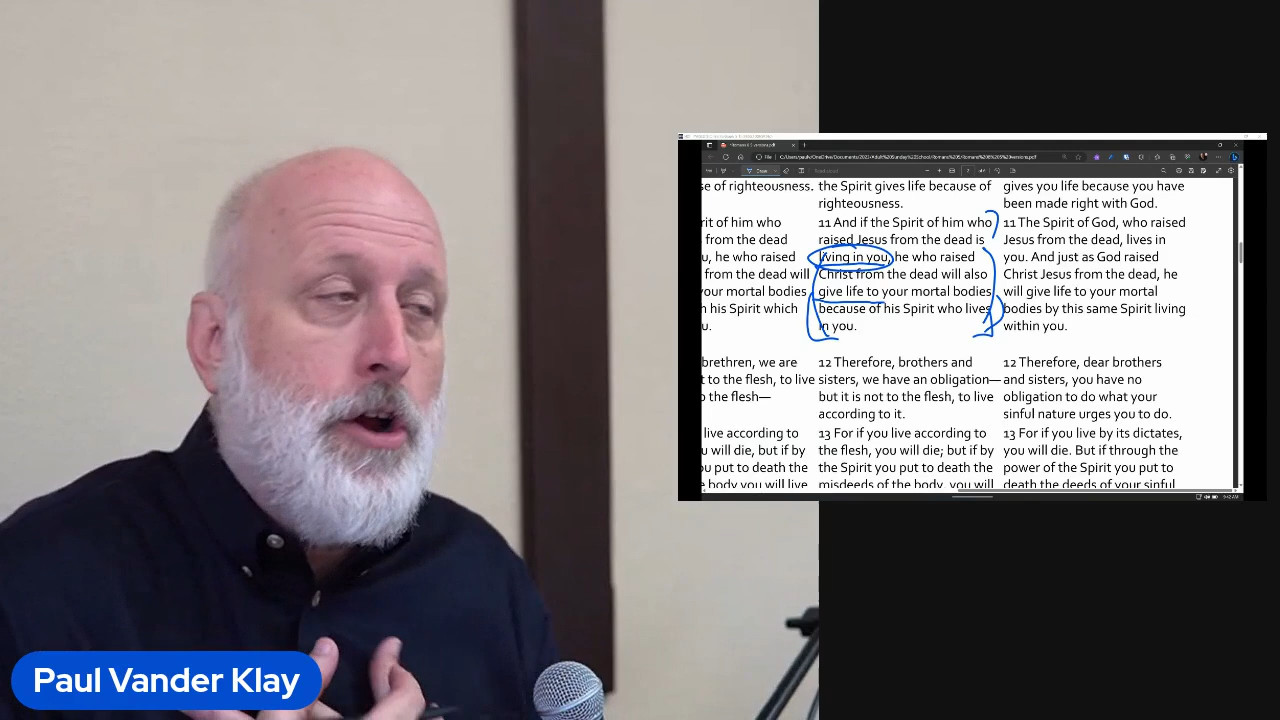 Paul Vander Klay
Draw
se of righteousness.
rit of him who
from the dead
u, he who raised
from the dead will
your mortal bodies
his Spirit which
u.
brethren, we are
t to the flesh, to live
o the flesh—
live according to
u will die, but if by
ou put to death the
e body you will live
the Spirit gives life because of
righteousness.
11 And if the Spirit of him who
raised Jesus from the dead is
living in you, he who raised
Christ from the dead will also
give life to your mortal bodies
because of his Spirit who lives
in you.
12 Therefore, brothers and
sisters, we have an obligation—
but it is not to the flesh, to live
according to it.
13 For if you live according to
the flesh, you will die; but if by
the Spirit you put to death the
misdeeds of the body, you will
gives you life because you have
been made right with God.
11 The Spirit of God, who raised
Jesus from the dead, lives in
you. And just as God raised
Christ Jesus from the dead, he
will give life to your mortal
bodies by this same Spirit living
within you.
12 Therefore, dear brothers
and sisters, you have no
obligation to do what your
sinful nature urges you to do.
13 For if you live by its dictates,
you will die. But if through the
power of the Spirit you put to
death the deeds of your sinful
9:42 AM